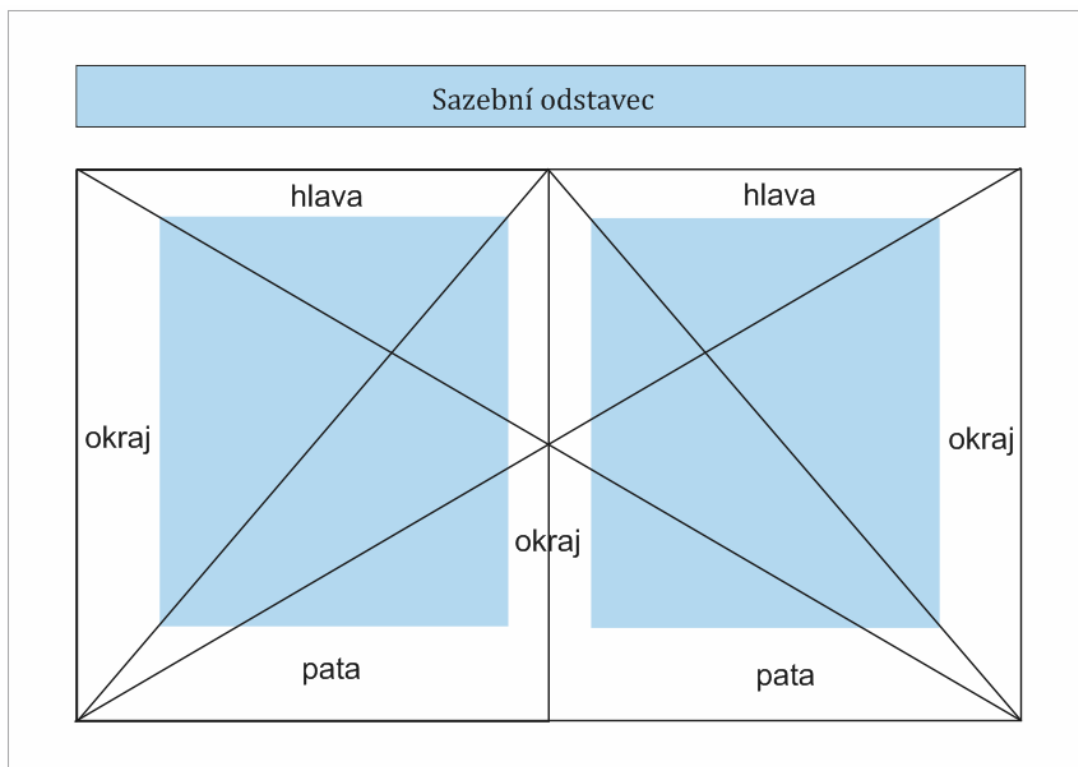 Sazební odstavec
hlava
hlava
okraj
okraj
okraj
pata
pata